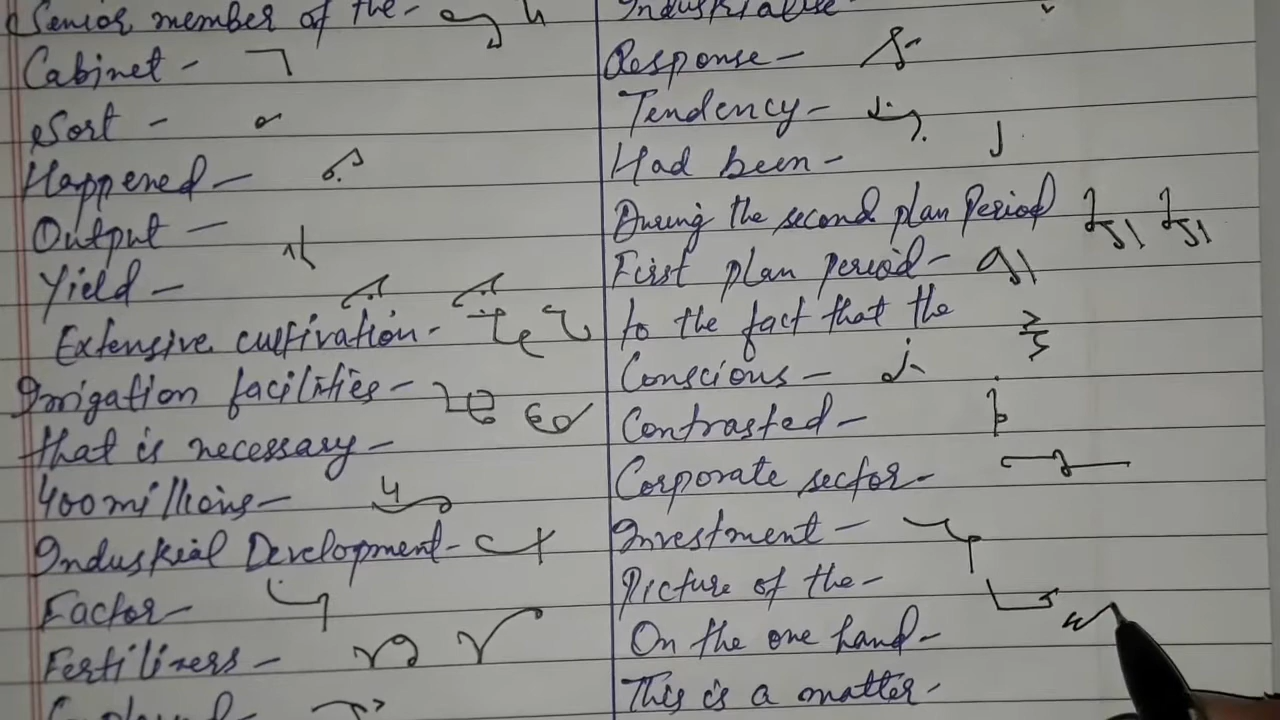 Senior member of the-
Cabinet -
Sort -
Happened -
Output -
Yield -
Extensive cultivation -
Irrigation facilities -
that is necessary -
400 millions -
Industrial Development -
Factor -
Fertilizers -
Industrialise
Response -
Tendency -
Had been -
During the second plan Period
First plan period -
to the fact that the
Conscious -
Contrasted -
Corporate sector -
Investment -
Picture of the -
On the one hand -
This is a matter -